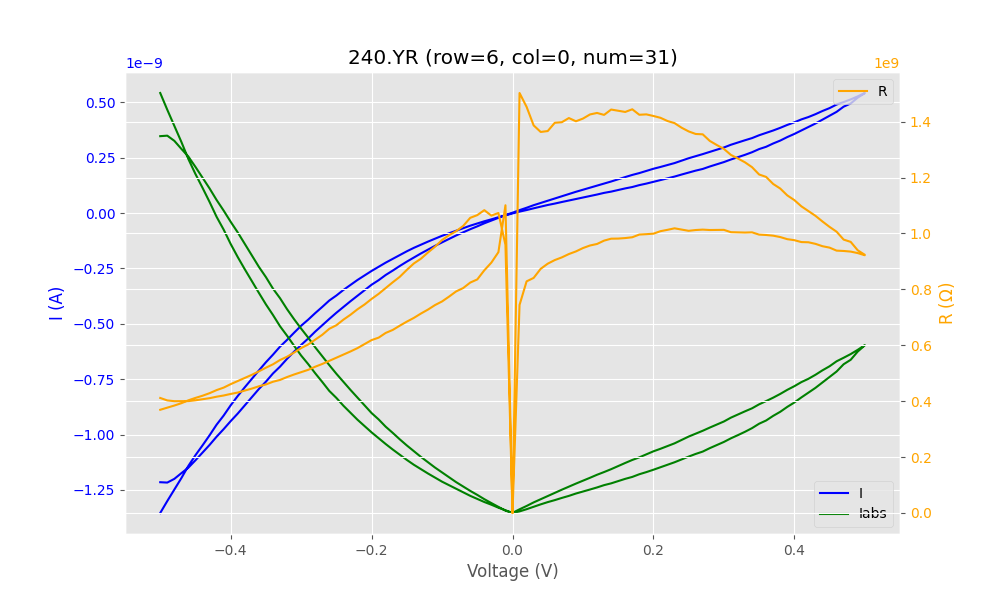 240.YR (row=6, col=0, num=31)
1e−9
1e9
R
0.50
0.25
0.00
−0.25
−0.50
−0.75
−1.00
−1.25
I (A)
1.4
1.2
1.0
0.8
0.6
0.4
0.2
0.0
R (Ω)
I
Iabs
−0.4
−0.2
0.0
0.2
0.4
Voltage (V)